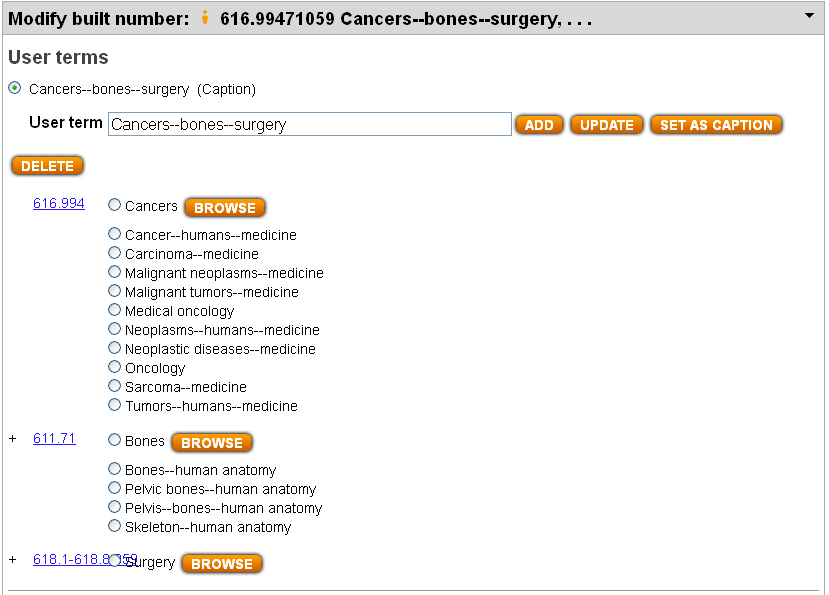 Modify built number: 616.99471059 Cancers--bones--surgery, . . .
User terms
Cancers--bones--surgery (Caption)
User term Cancers--bones--surgery ADD UPDATE SET AS CAPTION
DELETE
616.994 Cancers BROWSE
Cancer--humans--medicine
Carcinoma--medicine
Malignant neoplasms--medicine
Malignant tumors--medicine
Medical oncology
Neoplasms--humans--medicine
Neoplastic diseases--medicine
Oncology
Sarcoma--medicine
Tumors--humans--medicine
+ 611.71 Bones BROWSE
Bones--human anatomy
Pelvic bones--human anatomy
Pelvis--bones--human anatomy
Skeleton--human anatomy
+ Surgery BROWSE